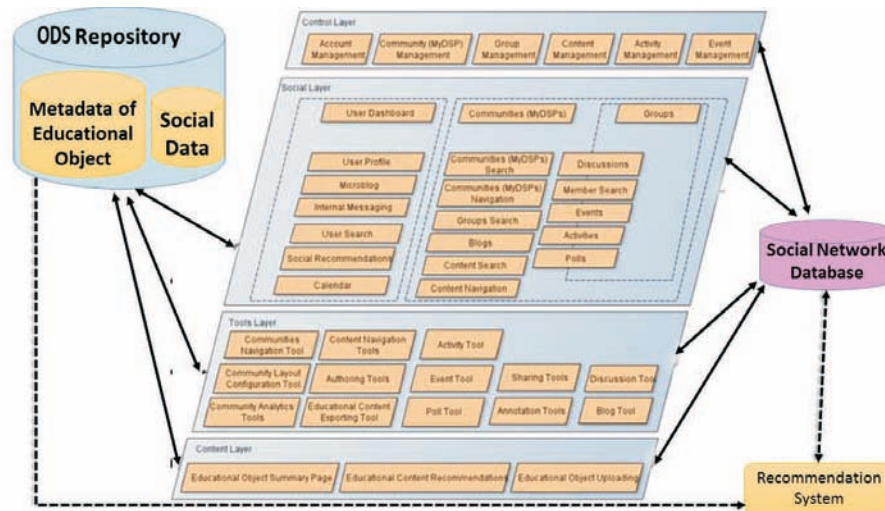 ODS Repository
Metadata of
Educational
Object
Social
Data
Control Layer
Account
Management
Community (MyDSP)
Management
Group
Management
Content
Management
Activity
Management
Event
Management
Social Layer
User Dashboard
Communities (MyDSPs)
Groups
User Profile
Microblog
Internal Messaging
User Search
Social Recommendations
Calendar
Communities (MyDSPs)
Search
Communities (MyDSPs)
Navigation
Groups Search
Blogs
Content Search
Content Navigation
Discussions
Member Search
Events
Activities
Polls
Social Network
Database
Tools Layer
Communities
Navigation Tool
Content Navigation
Tools
Activity Tool
Community Layout
Configuration Tool
Authoring Tools
Event Tool
Sharing Tools
Discussion Tool
Community Analytics
Tools
Educational Content
Exporting Tool
Poll Tool
Annotation Tools
Blog Tool
Content Layer
Educational Object Summary Page
Educational Content Recommendations
Educational Object Uploading
Recommendation
System